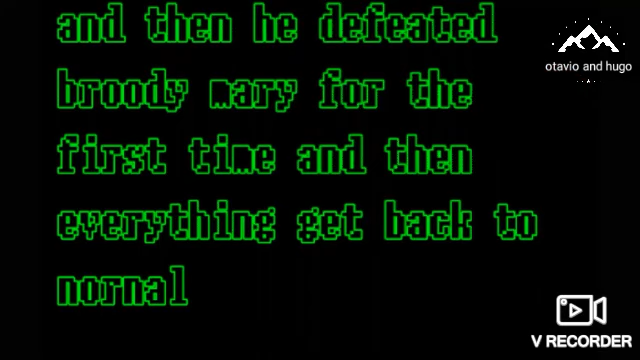 and then he defeated
broody mary for the
first time and then
everything get back to
nornal
otavio and hugo
V RECORDER